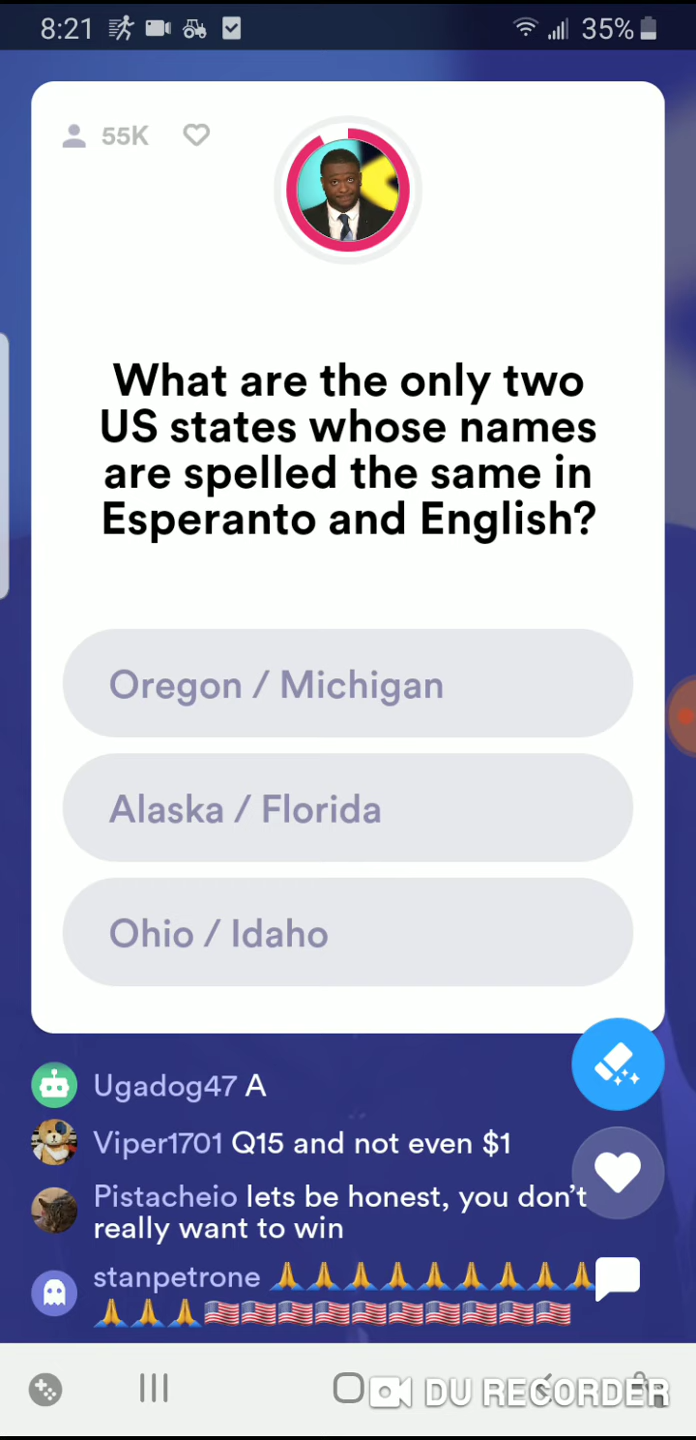 8:21 35%
55K
What are the only two
US states whose names
are spelled the same in
Esperanto and English?
Oregon / Michigan
Alaska / Florida
Ohio / Idaho
Ugadog47 A
Viper1701 Q15 and not even $1
Pistacheio lets be honest, you don’t
really want to win
stanpetrone 🙏🙏🙏🙏🙏🙏🙏🙏🙏
🙏🙏🙏🇺🇸🇺🇸🇺🇸🇺🇸🇺🇸🇺🇸🇺🇸🇺🇸🇺🇸🇺🇸
DU RECORDER